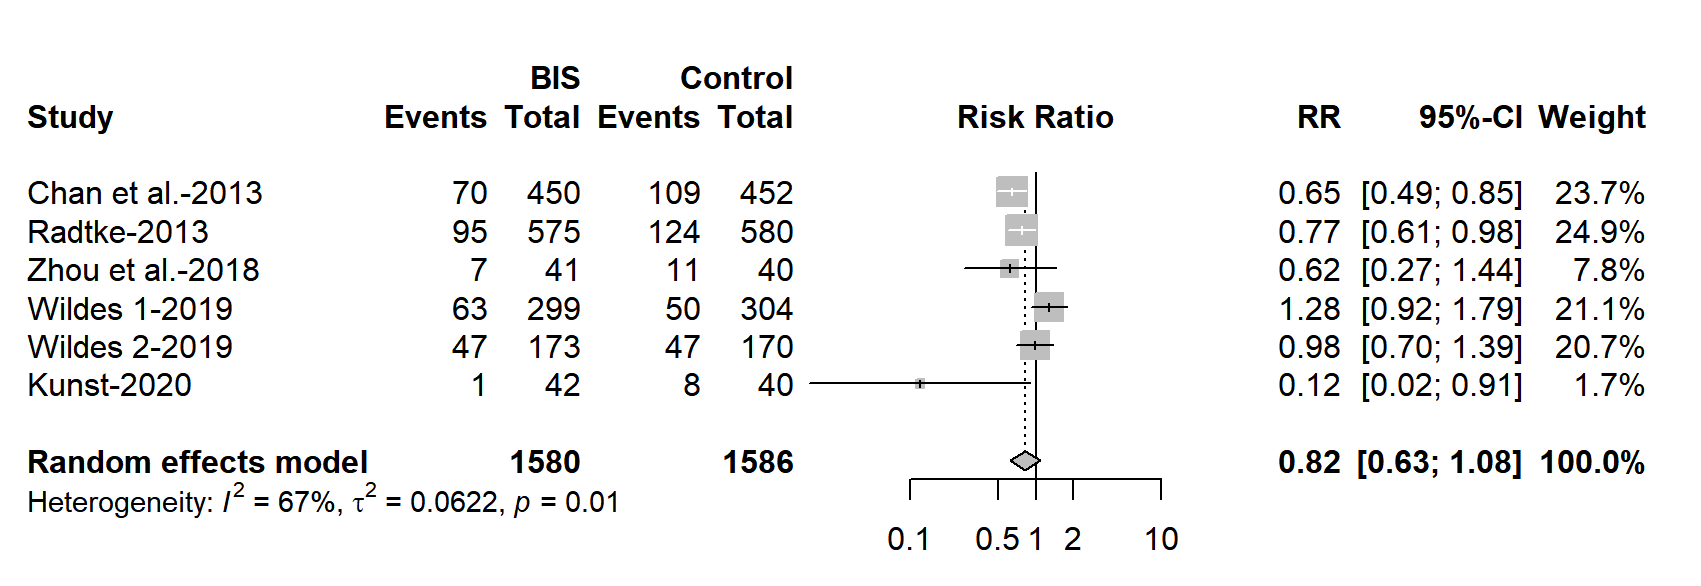 BIS Control
Study Events Total Events Total Risk Ratio RR 95%-CI Weight
Chan et al.-2013 70 450 109 452 0.65 [0.49; 0.85] 23.7%
Radtke-2013 95 575 124 580 0.77 [0.61; 0.98] 24.9%
Zhou et al.-2018 7 41 11 40 0.62 [0.27; 1.44] 7.8%
Wildes 1-2019 63 299 50 304 1.28 [0.92; 1.79] 21.1%
Wildes 2-2019 47 173 47 170 0.98 [0.70; 1.39] 20.7%
Kunst-2020 1 42 8 40 0.12 [0.02; 0.91] 1.7%
Random effects model 1580 1586 0.82 [0.63; 1.08] 100.0%
Heterogeneity: I² = 67%, τ² = 0.0622, p = 0.01
0.1 0.5 1 2 10